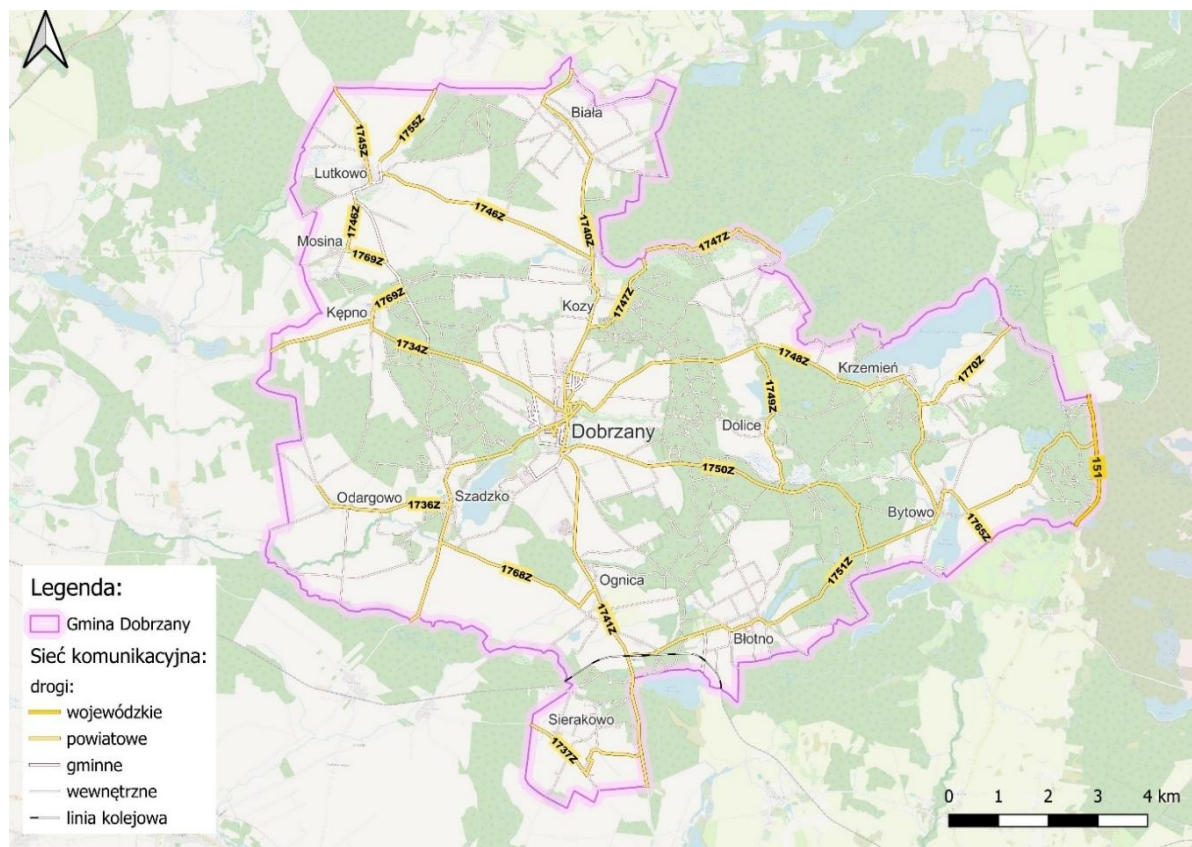 Biała
1745Z
1755Z
Lutkowo
1746Z
1746Z
1740Z
Mosina
1769Z
1747Z
1747Z
1769Z
Kępno
Kozy
1734Z
1748Z
Krzemień
1770Z
1749Z
Dolice
Dobrzany
151
1750Z
Odargowo
1736Z
Szadzko
Bytowo
1765Z
1768Z
1751Z
Ognica
1741Z
Błotno
Sierakowo
1737Z
Legenda:
Gmina Dobrzany
Sieć komunikacyjna:
drogi:
wojewódzkie
powiatowe
gminne
wewnętrzne
linia kolejowa
0 1 2 3 4 km